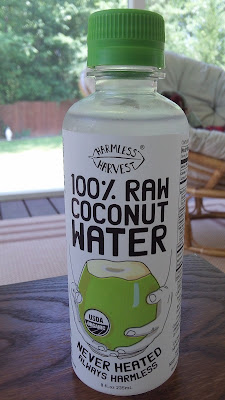 HARMLESS
HARVEST®
100% RAW
COCONUT
WATER
USDA
ORGANIC
NEVER HEATED
ALWAYS HARMLESS